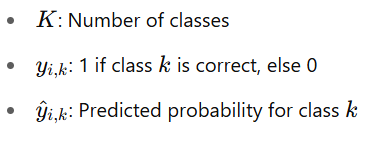 • K: Number of classes
• y_{i,k}: 1 if class k is correct, else 0
• ŷ_{i,k}: Predicted probability for class k